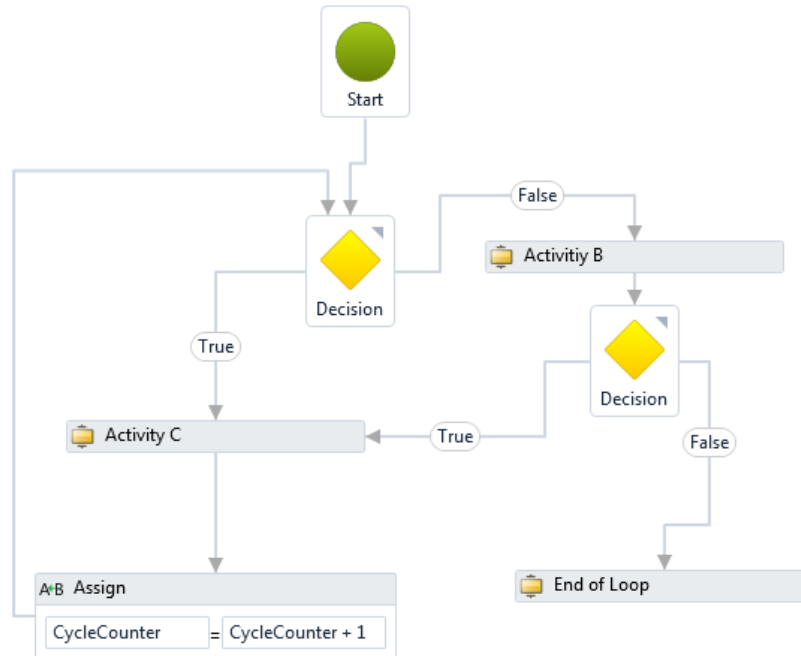 Start
False
Activitiy B
Decision
True
Decision
Activity C
True
False
A B Assign
End of Loop
CycleCounter = CycleCounter + 1